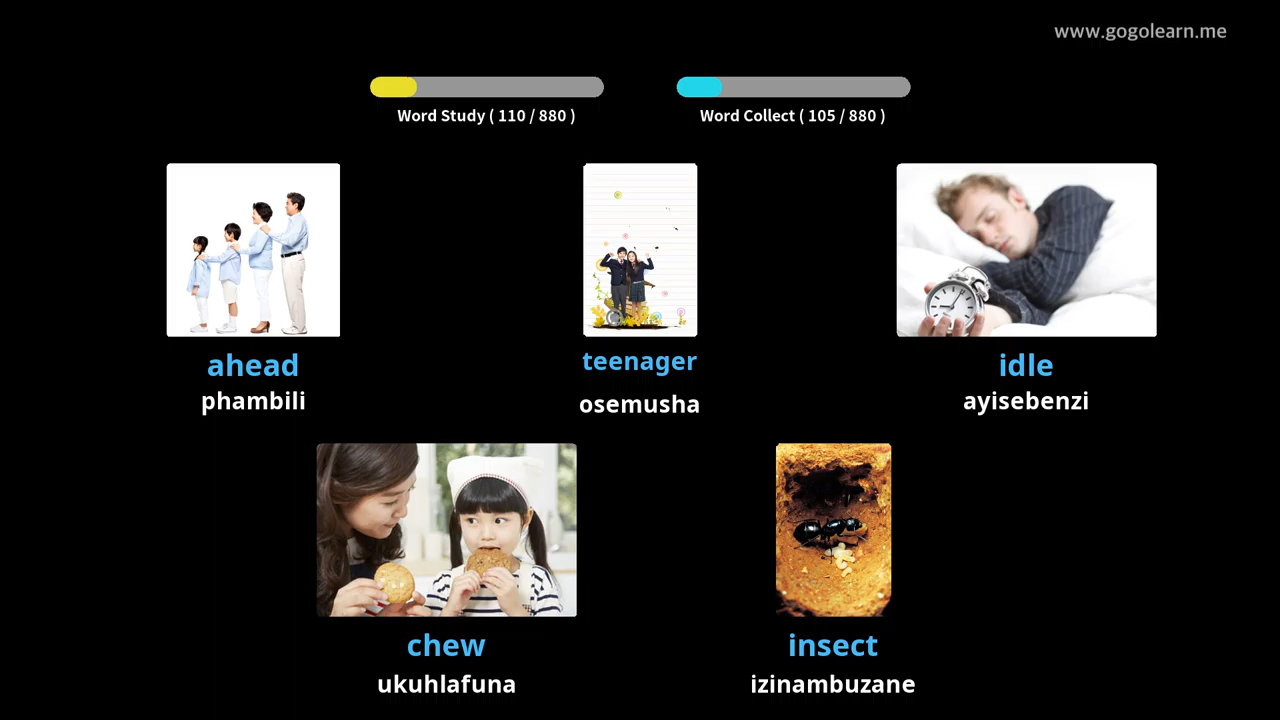 www.gogolearn.me
Word Study ( 110 / 880 )
Word Collect ( 105 / 880 )
ahead
phambili
teenager
osemusha
idle
ayisebenzi
chew
ukuhlafuna
insect
izinambuzane